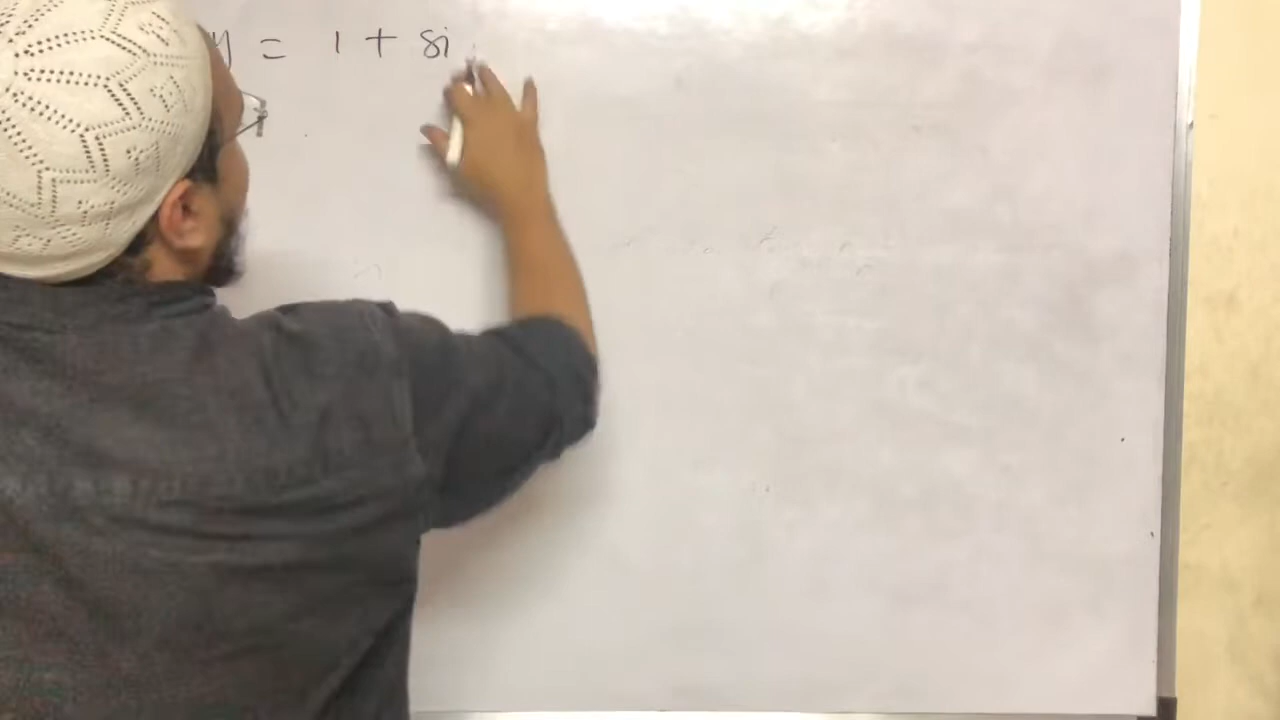 y = 1 + si